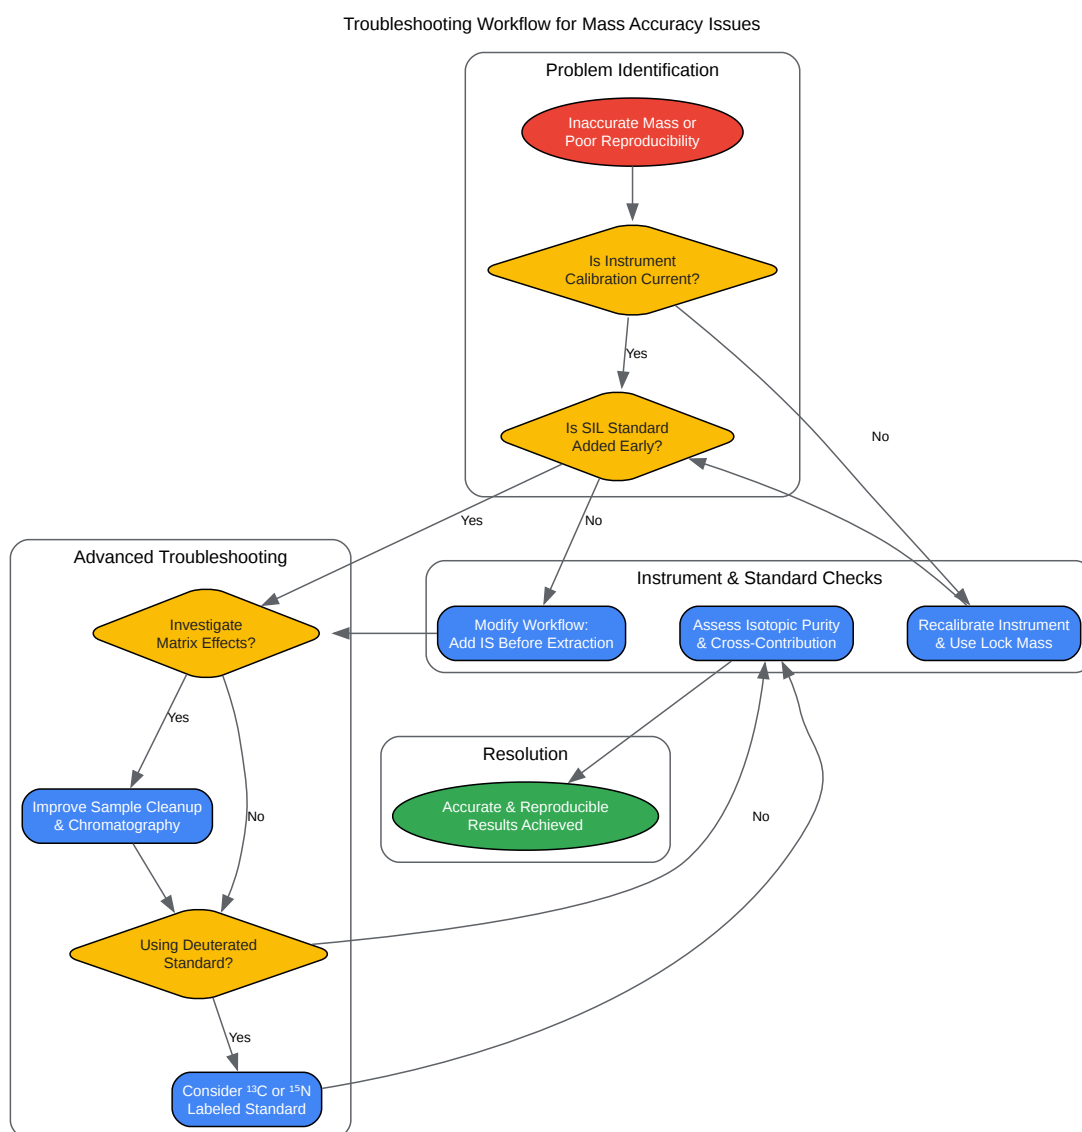 Troubleshooting Workflow for Mass Accuracy Issues
Problem Identification
Inaccurate Mass or
Poor Reproducibility
Is Instrument
Calibration Current?
Yes
Is SIL Standard
Added Early?
No
Yes
No
Advanced Troubleshooting
Instrument & Standard Checks
Investigate
Matrix Effects?
Modify Workflow:
Add IS Before Extraction
Assess Isotopic Purity
& Cross-Contribution
Recalibrate Instrument
& Use Lock Mass
Yes
Resolution
Improve Sample Cleanup
& Chromatography
No
Accurate & Reproducible
Results Achieved
No
Using Deuterated
Standard?
Yes
Consider ¹³C or ¹⁵N
Labeled Standard